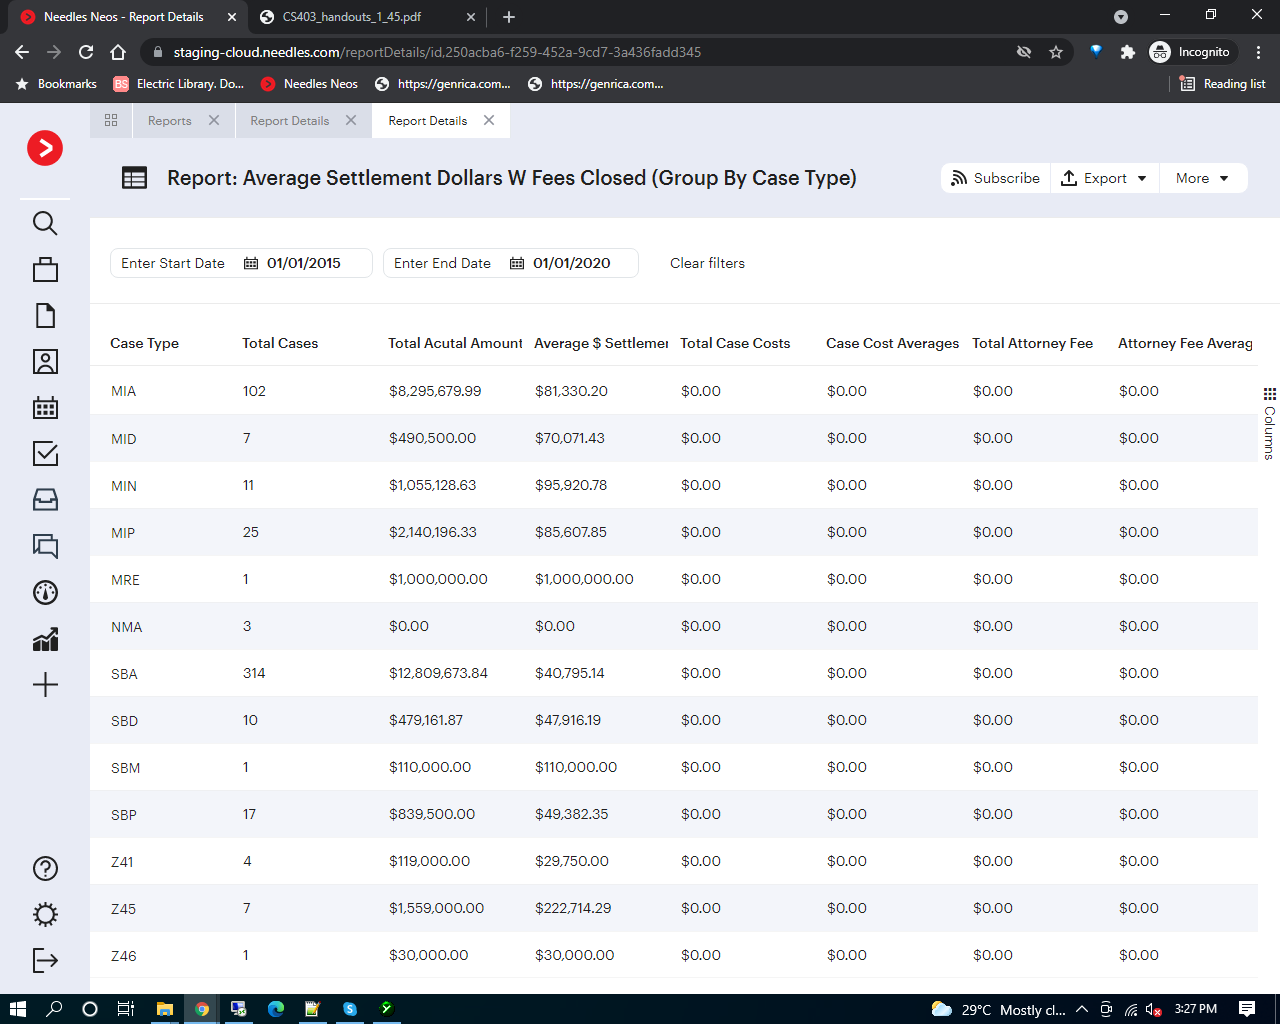 Needles Neos - Report Details
CS403_handouts_1_45.pdf
staging-cloud.needles.com/reportDetails/id,250acba6-f259-452a-9cd7-3a436fadd345
Incognito
Bookmarks
BS Electric Library. Do...
Needles Neos
https://genrica.com...
https://genrica.com...
Reading list
Reports
Report Details
Report Details
Report: Average Settlement Dollars W Fees Closed (Group By Case Type)
Subscribe
Export
More
Enter Start Date 01/01/2015
Enter End Date 01/01/2020
Clear filters
Case Type Total Cases Total Acutal Amount Average $ Settlemer Total Case Costs Case Cost Averages Total Attorney Fee Attorney Fee Averag
MIA 102 $8,295,679.99 $81,330.20 $0.00 $0.00 $0.00 $0.00
MID 7 $490,500.00 $70,071.43 $0.00 $0.00 $0.00 $0.00
MIN 11 $1,055,128.63 $95,920.78 $0.00 $0.00 $0.00 $0.00
MIP 25 $2,140,196.33 $85,607.85 $0.00 $0.00 $0.00 $0.00
MRE 1 $1,000,000.00 $1,000,000.00 $0.00 $0.00 $0.00 $0.00
NMA 3 $0.00 $0.00 $0.00 $0.00 $0.00 $0.00
SBA 314 $12,809,673.84 $40,795.14 $0.00 $0.00 $0.00 $0.00
SBD 10 $479,161.87 $47,916.19 $0.00 $0.00 $0.00 $0.00
SBM 1 $110,000.00 $110,000.00 $0.00 $0.00 $0.00 $0.00
SBP 17 $839,500.00 $49,382.35 $0.00 $0.00 $0.00 $0.00
Z41 4 $119,000.00 $29,750.00 $0.00 $0.00 $0.00 $0.00
Z45 7 $1,559,000.00 $222,714.29 $0.00 $0.00 $0.00 $0.00
Z46 1 $30,000.00 $30,000.00 $0.00 $0.00 $0.00 $0.00
Columns
29°C Mostly cl...
3:27 PM